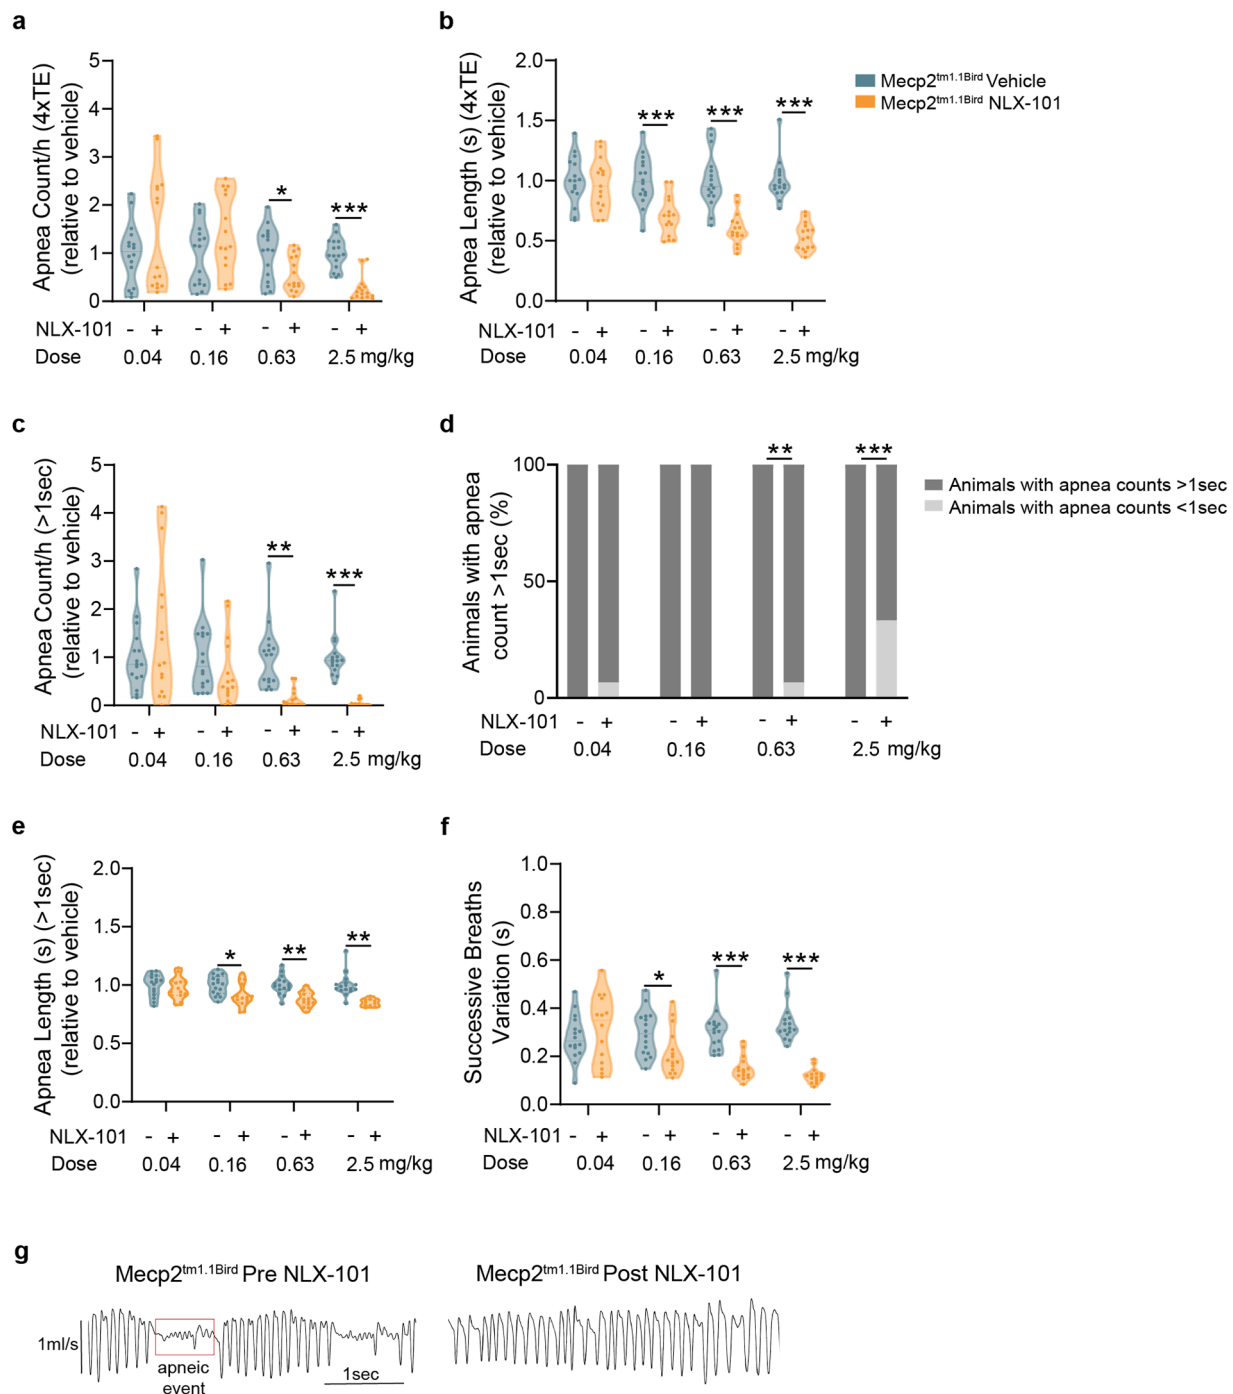 a
Apnea Count/h (4xTE)
(relative to vehicle)
5
4
3
2
1
0
*
***
NLX-101 - + - + - + - +
Dose 0.04 0.16 0.63 2.5 mg/kg
b
Apnea Length (s) (4xTE)
(relative to vehicle)
2.0
1.5
1.0
0.5
0.0
***
***
***
NLX-101 - + - + - + - +
Dose 0.04 0.16 0.63 2.5 mg/kg
Mecp2tm1.1Bird Vehicle
Mecp2tm1.1Bird NLX-101
c
Apnea Count/h (>1sec)
(relative to vehicle)
5
4
3
2
1
0
**
***
NLX-101 - + - + - + - +
Dose 0.04 0.16 0.63 2.5 mg/kg
d
Animals with apnea
count >1sec (%)
100
50
0
**
***
NLX-101 - + - + - + - +
Dose 0.04 0.16 0.63 2.5 mg/kg
Animals with apnea counts >1sec
Animals with apnea counts <1sec
e
Apnea Length (s) (>1sec)
(relative to vehicle)
2.0
1.5
1.0
0.5
0.0
*
**
**
NLX-101 - + - + - + - +
Dose 0.04 0.16 0.63 2.5 mg/kg
f
Successive Breaths
Variation (s)
1.0
0.8
0.6
0.4
0.2
0.0
*
***
***
NLX-101 - + - + - + - +
Dose 0.04 0.16 0.63 2.5 mg/kg
g
Mecp2tm1.1Bird Pre NLX-101
Mecp2tm1.1Bird Post NLX-101
1ml/s
apneic
event
1sec